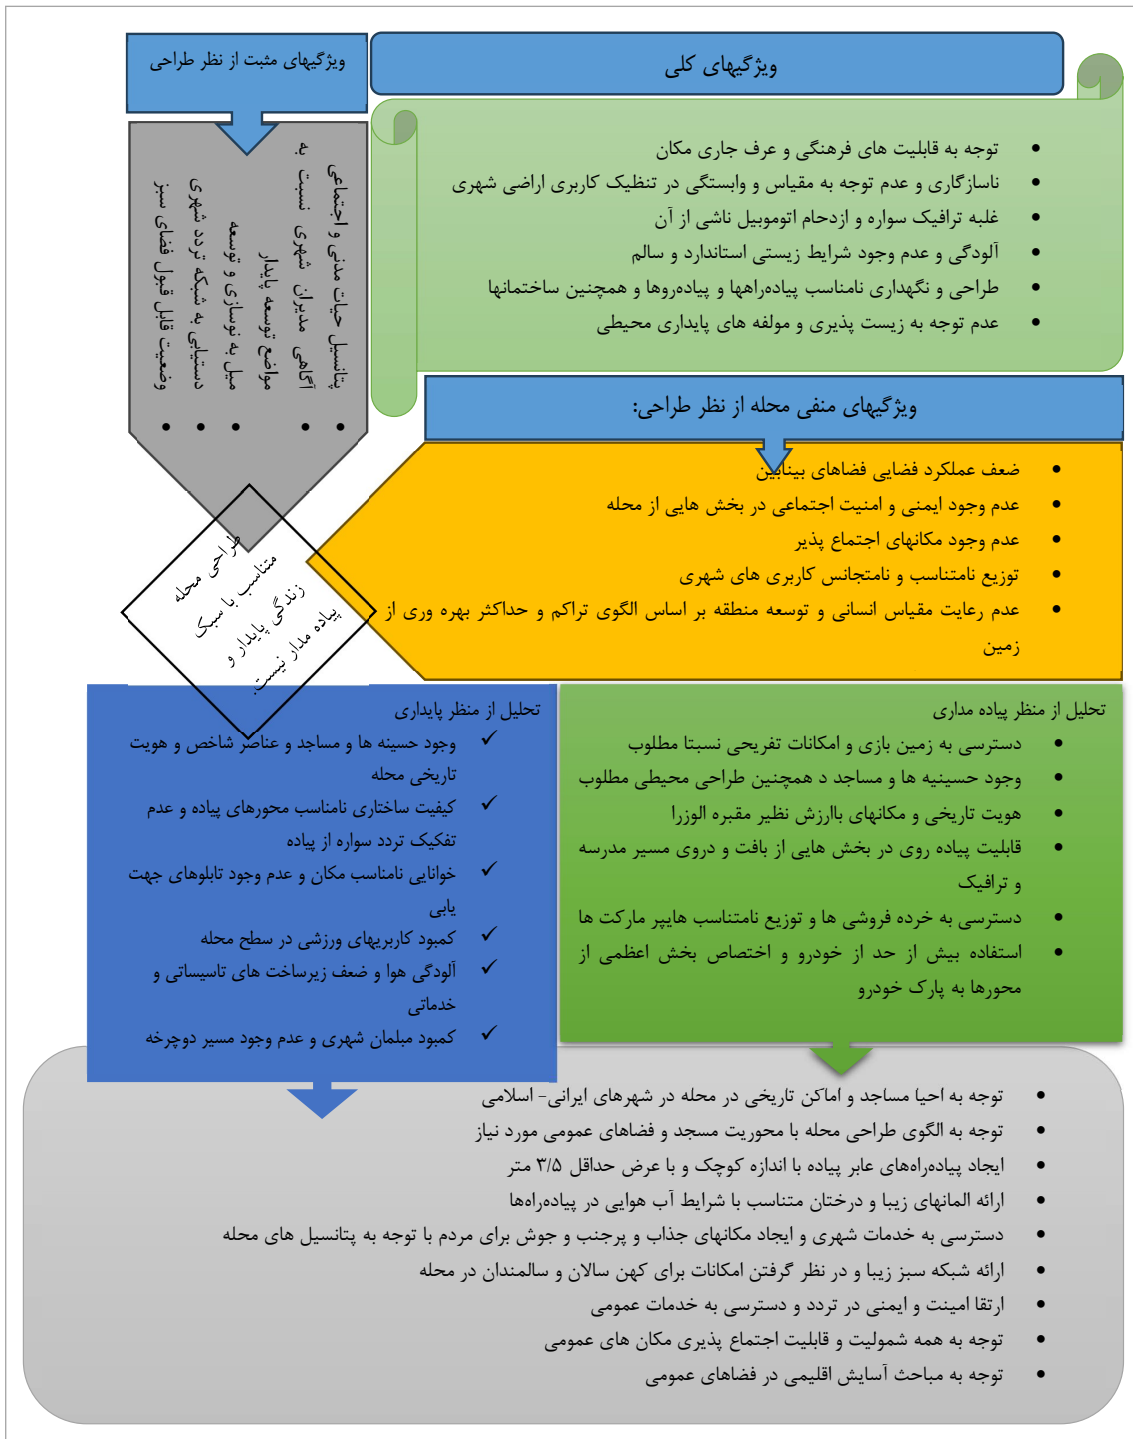 ویژگیهای کلی
توجه به قابلیت های فرهنگی و عرف جاری مکان
ناسازگاری و عدم توجه به مقیاس و وابستگی در تنظیک کاربری اراضی شهری
غلبه ترافیک سواره و ازدحام اتوموبیل ناشی از آن
آلودگی و عدم وجود شرایط زیستی استاندارد و سالم
طراحی و نگهداری نامناسب پیاده‌راهها و پیاده‌روها و همچنین ساختمانها
عدم توجه به زیست پذیری و مولفه های پایداری محیطی
ویژگیهای مثبت از نظر طراحی
پتانسیل حیات مدنی و اجتماعی
آگاهی مدیران شهری نسبت به
مواضع توسعه پایدار
میل به نوسازی و توسعه
دستیابی به شبکه تردد شهری
وضعیت قابل قبول فضای سبز
ویژگیهای منفی محله از نظر طراحی:
ضعف عملکرد فضایی فضاهای بینابین
عدم وجود ایمنی و امنیت اجتماعی در بخش هایی از محله
عدم وجود مکانهای اجتماع پذیر
توزیع نامتناسب و نامتجانس کاربری های شهری
عدم رعایت مقیاس انسانی و توسعه منطقه بر اساس الگوی تراکم و حداکثر بهره وری از
زمین
طراحی محله
متناسب با سبک
زندگی پایدار و
پیاده مدار نیست.
تحلیل از منظر پیاده مداری
دسترسی به زمین بازی و امکانات تفریحی نسبتا مطلوب
وجود حسینیه ها و مساجد د همچنین طراحی محیطی مطلوب
هویت تاریخی و مکانهای باارزش نظیر مقبره الوزرا
قابلیت پیاده روی در بخش هایی از بافت و دروی مسیر مدرسه
و ترافیک
دسترسی به خرده فروشی ها و توزیع نامتناسب هایپر مارکت ها
استفاده بیش از حد از خودرو و اختصاص بخش اعظمی از
محورها به پارک خودرو
تحلیل از منظر پایداری
وجود حسینه ها و مساجد و عناصر شاخص و هویت
تاریخی محله
کیفیت ساختاری نامناسب محورهای پیاده و عدم
تفکیک تردد سواره از پیاده
خوانایی نامناسب مکان و عدم وجود تابلوهای جهت
یابی
کمبود کاربریهای ورزشی در سطح محله
آلودگی هوا و ضعف زیرساخت های تاسیساتی و
خدماتی
کمبود مبلمان شهری و عدم وجود مسیر دوچرخه
توجه به احیا مساجد و اماکن تاریخی در محله در شهرهای ایرانی- اسلامی
توجه به الگوی طراحی محله با محوریت مسجد و فضاهای عمومی مورد نیاز
ایجاد پیاده‌راه‌های عابر پیاده با اندازه کوچک و با عرض حداقل ۳/۵ متر
ارائه المانهای زیبا و درختان متناسب با شرایط آب هوایی در پیاده‌راه‌ها
دسترسی به خدمات شهری و ایجاد مکانهای جذاب و پرجنب و جوش برای مردم با توجه به پتانسیل های محله
ارائه شبکه سبز زیبا و در نظر گرفتن امکانات برای کهن سالان و سالمندان در محله
ارتقا امینت و ایمنی در تردد و دسترسی به خدمات عمومی
توجه به همه شمولیت و قابلیت اجتماع پذیری مکان های عمومی
توجه به مباحث آسایش اقلیمی در فضاهای عمومی